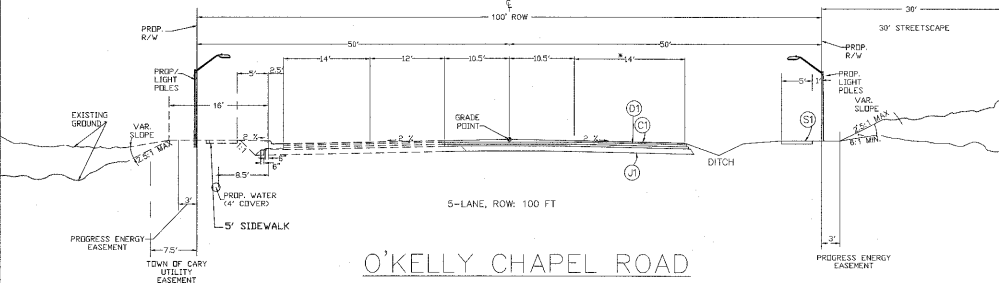 ℄
100' ROW
30'
30' STREETSCAPE
PROP.
R/W
50'
50'
PROP.
R/W
14'
12'
10.5'
10.5'
14'
5'
2.5'
PROP/
LIGHT
POLES
16'
5'
1'
PROP.
LIGHT
POLES
EXISTING
GROUND
VAR.
SLOPE
2.5:1 MAX
GRADE
POINT
D1
C1
S1
VAR.
SLOPE
2.5:1 MAX
6:1 MIN.
2 %
2 %
2 %
1:1
6"
6"
8.5'
J1
DITCH
PROP. WATER
(4' COVER)
5-LANE, ROW: 100 FT
3'
5' SIDEWALK
3'
PROGRESS ENERGY
EASEMENT
7.5'
TOWN OF CARY
UTILITY
EASEMENT
PROGRESS ENERGY
EASEMENT
O'KELLY CHAPEL ROAD